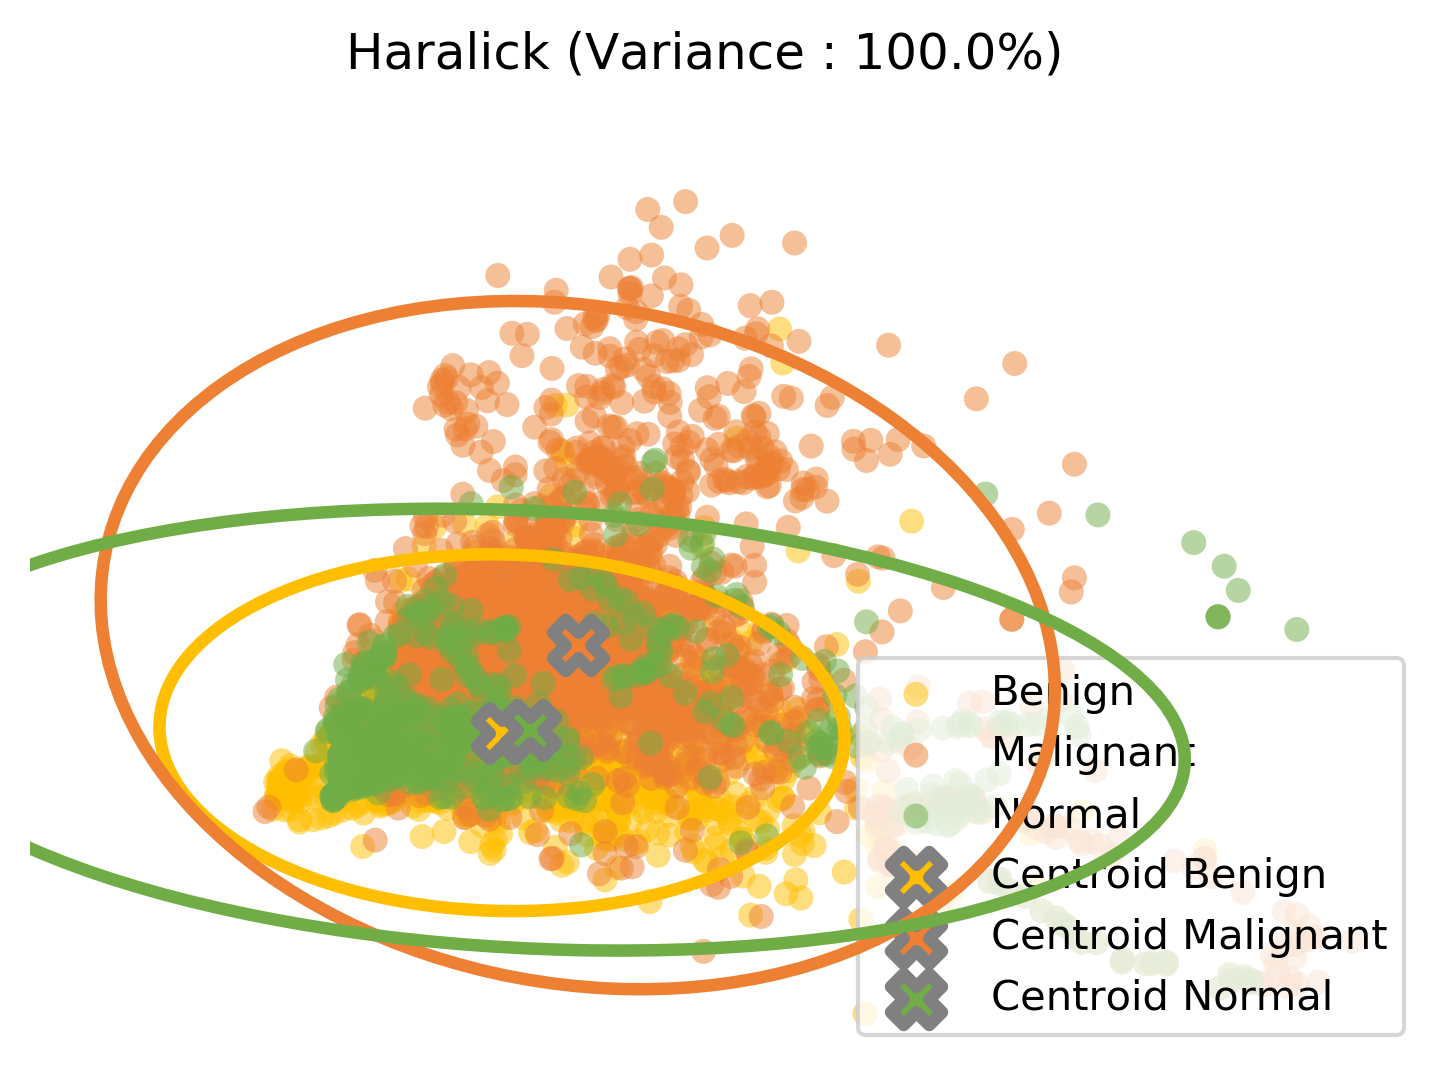 Haralick (Variance : 100.0%)
Benign
Malignant
Normal
Centroid Benign
Centroid Malignant
Centroid Normal